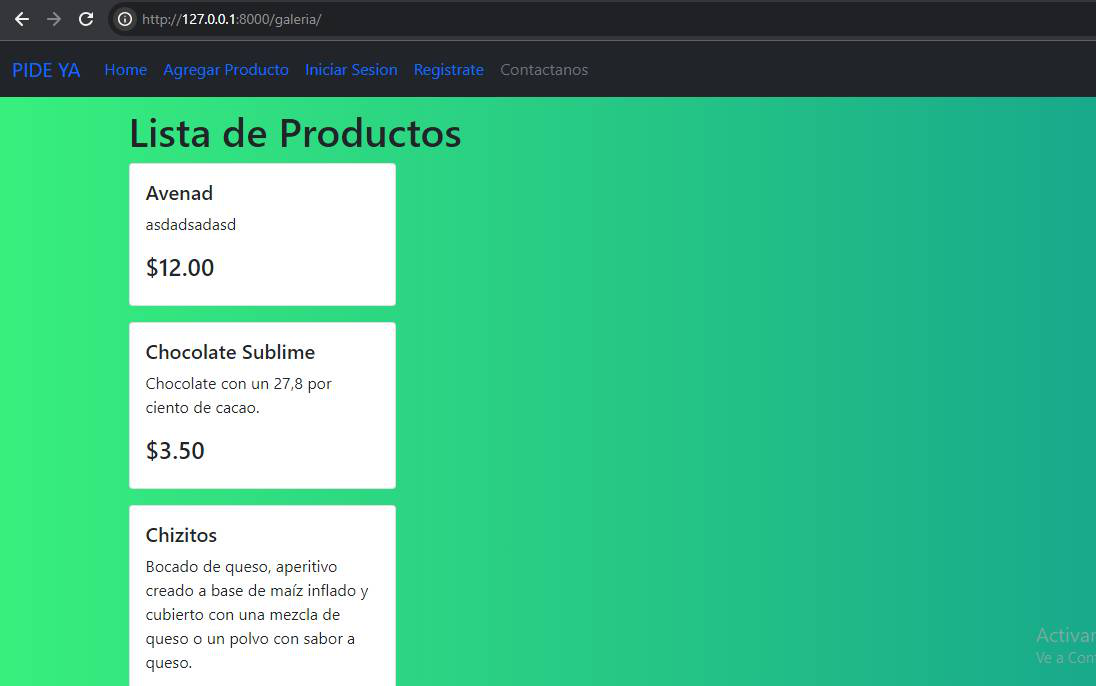 http://127.0.0.1:8000/galeria/
PIDE YA Home Agregar Producto Iniciar Sesion Registrate Contactanos
Lista de Productos
Avenad
asdadsadasd
$12.00
Chocolate Sublime
Chocolate con un 27,8 por
ciento de cacao.
$3.50
Chizitos
Bocado de queso, aperitivo
creado a base de maíz inflado y
cubierto con una mezcla de
queso o un polvo con sabor a
queso.
Activar
Ve a Con